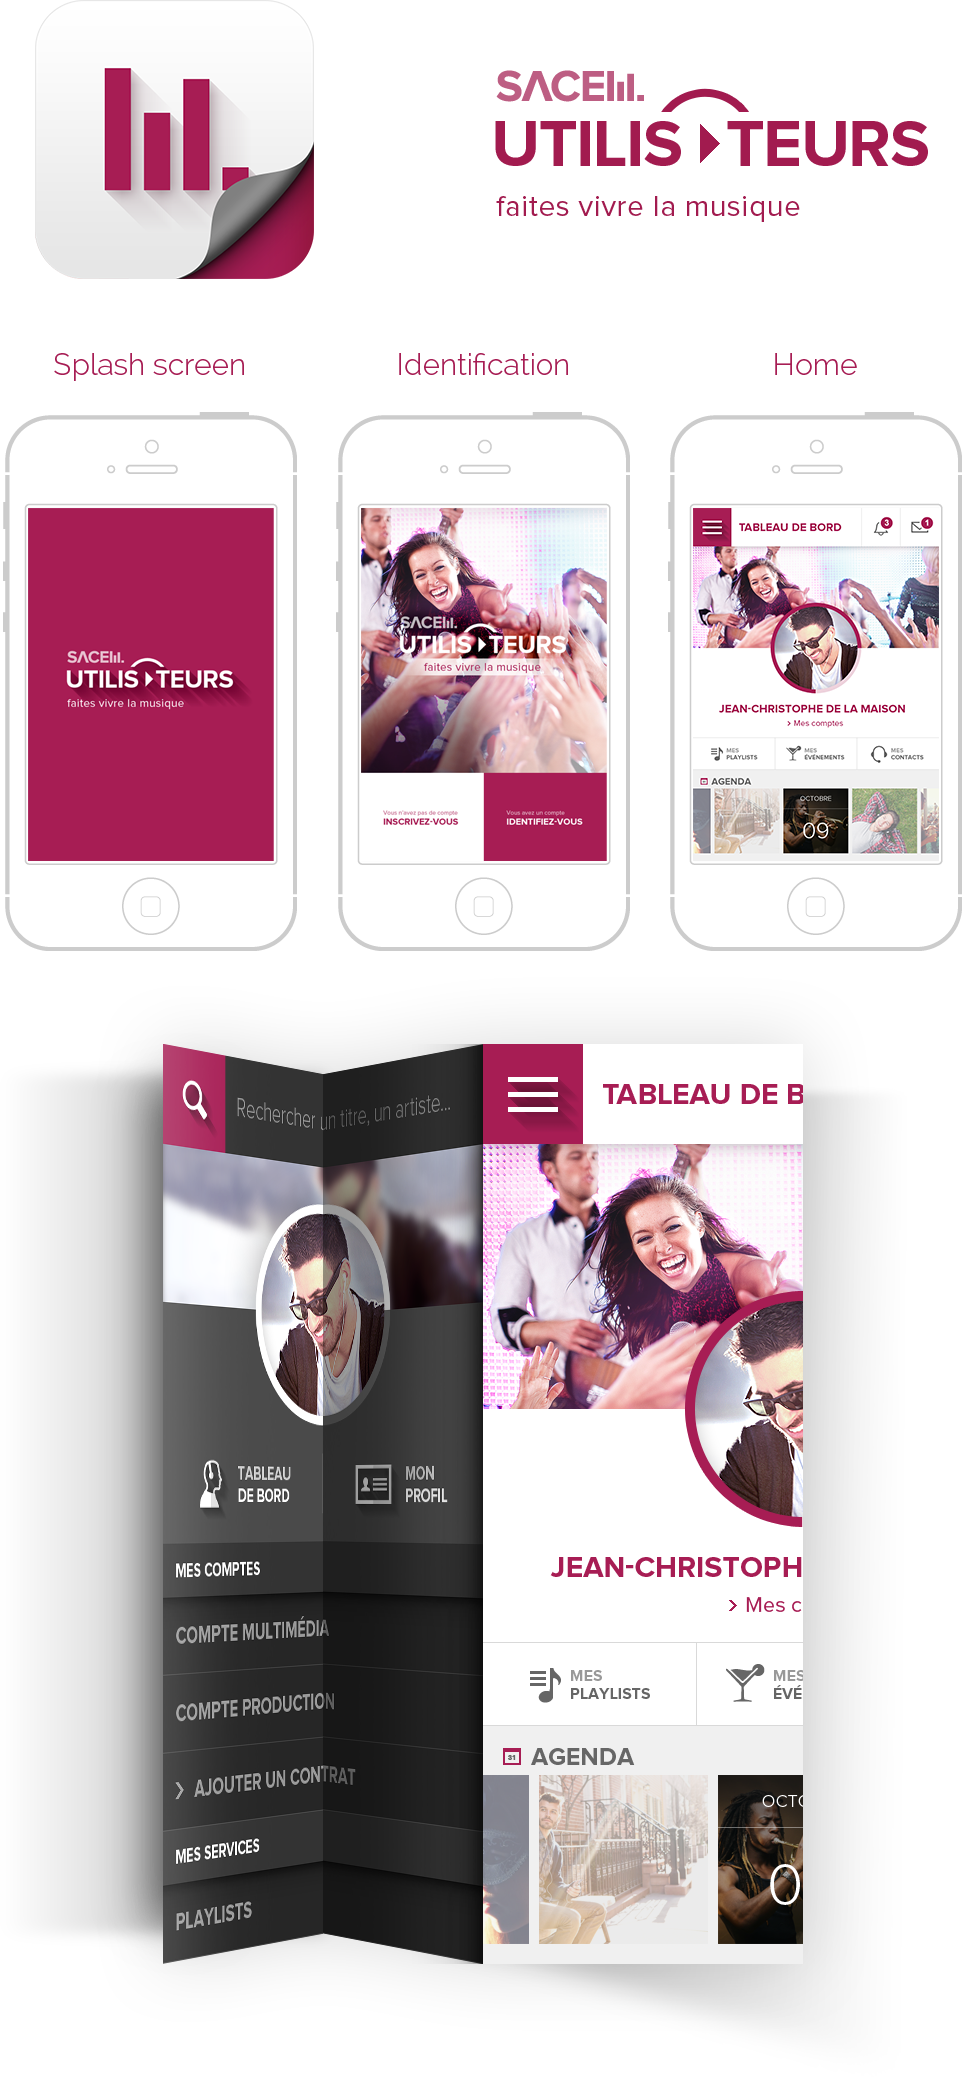 SACEM.
UTILIS TEURS
faites vivre la musique
Splash screen
Identification
Home
SACEM.
UTILIS TEURS
faites vivre la musique
SACEM.
UTILIS TEURS
faites vivre la musique
Vous n'avez pas de compte
INSCRIVEZ-VOUS
Vous avez un compte
IDENTIFIEZ-VOUS
TABLEAU DE BORD
3
1
JEAN-CHRISTOPHE DE LA MAISON
> Mes comptes
MES
PLAYLISTS
MES
ÉVÉNEMENTS
MES
CONTACTS
AGENDA
OCTOBRE
09
Rechercher un titre, un artiste...
TABLEAU
DE BORD
MON
PROFIL
MES COMPTES
COMPTE MULTIMÉDIA
COMPTE PRODUCTION
> AJOUTER UN CONTRAT
MES SERVICES
PLAYLISTS
TABLEAU DE B
JEAN-CHRISTOPH
> Mes c
MES
PLAYLISTS
MES
ÉVÉ
31
AGENDA
OCTO
0